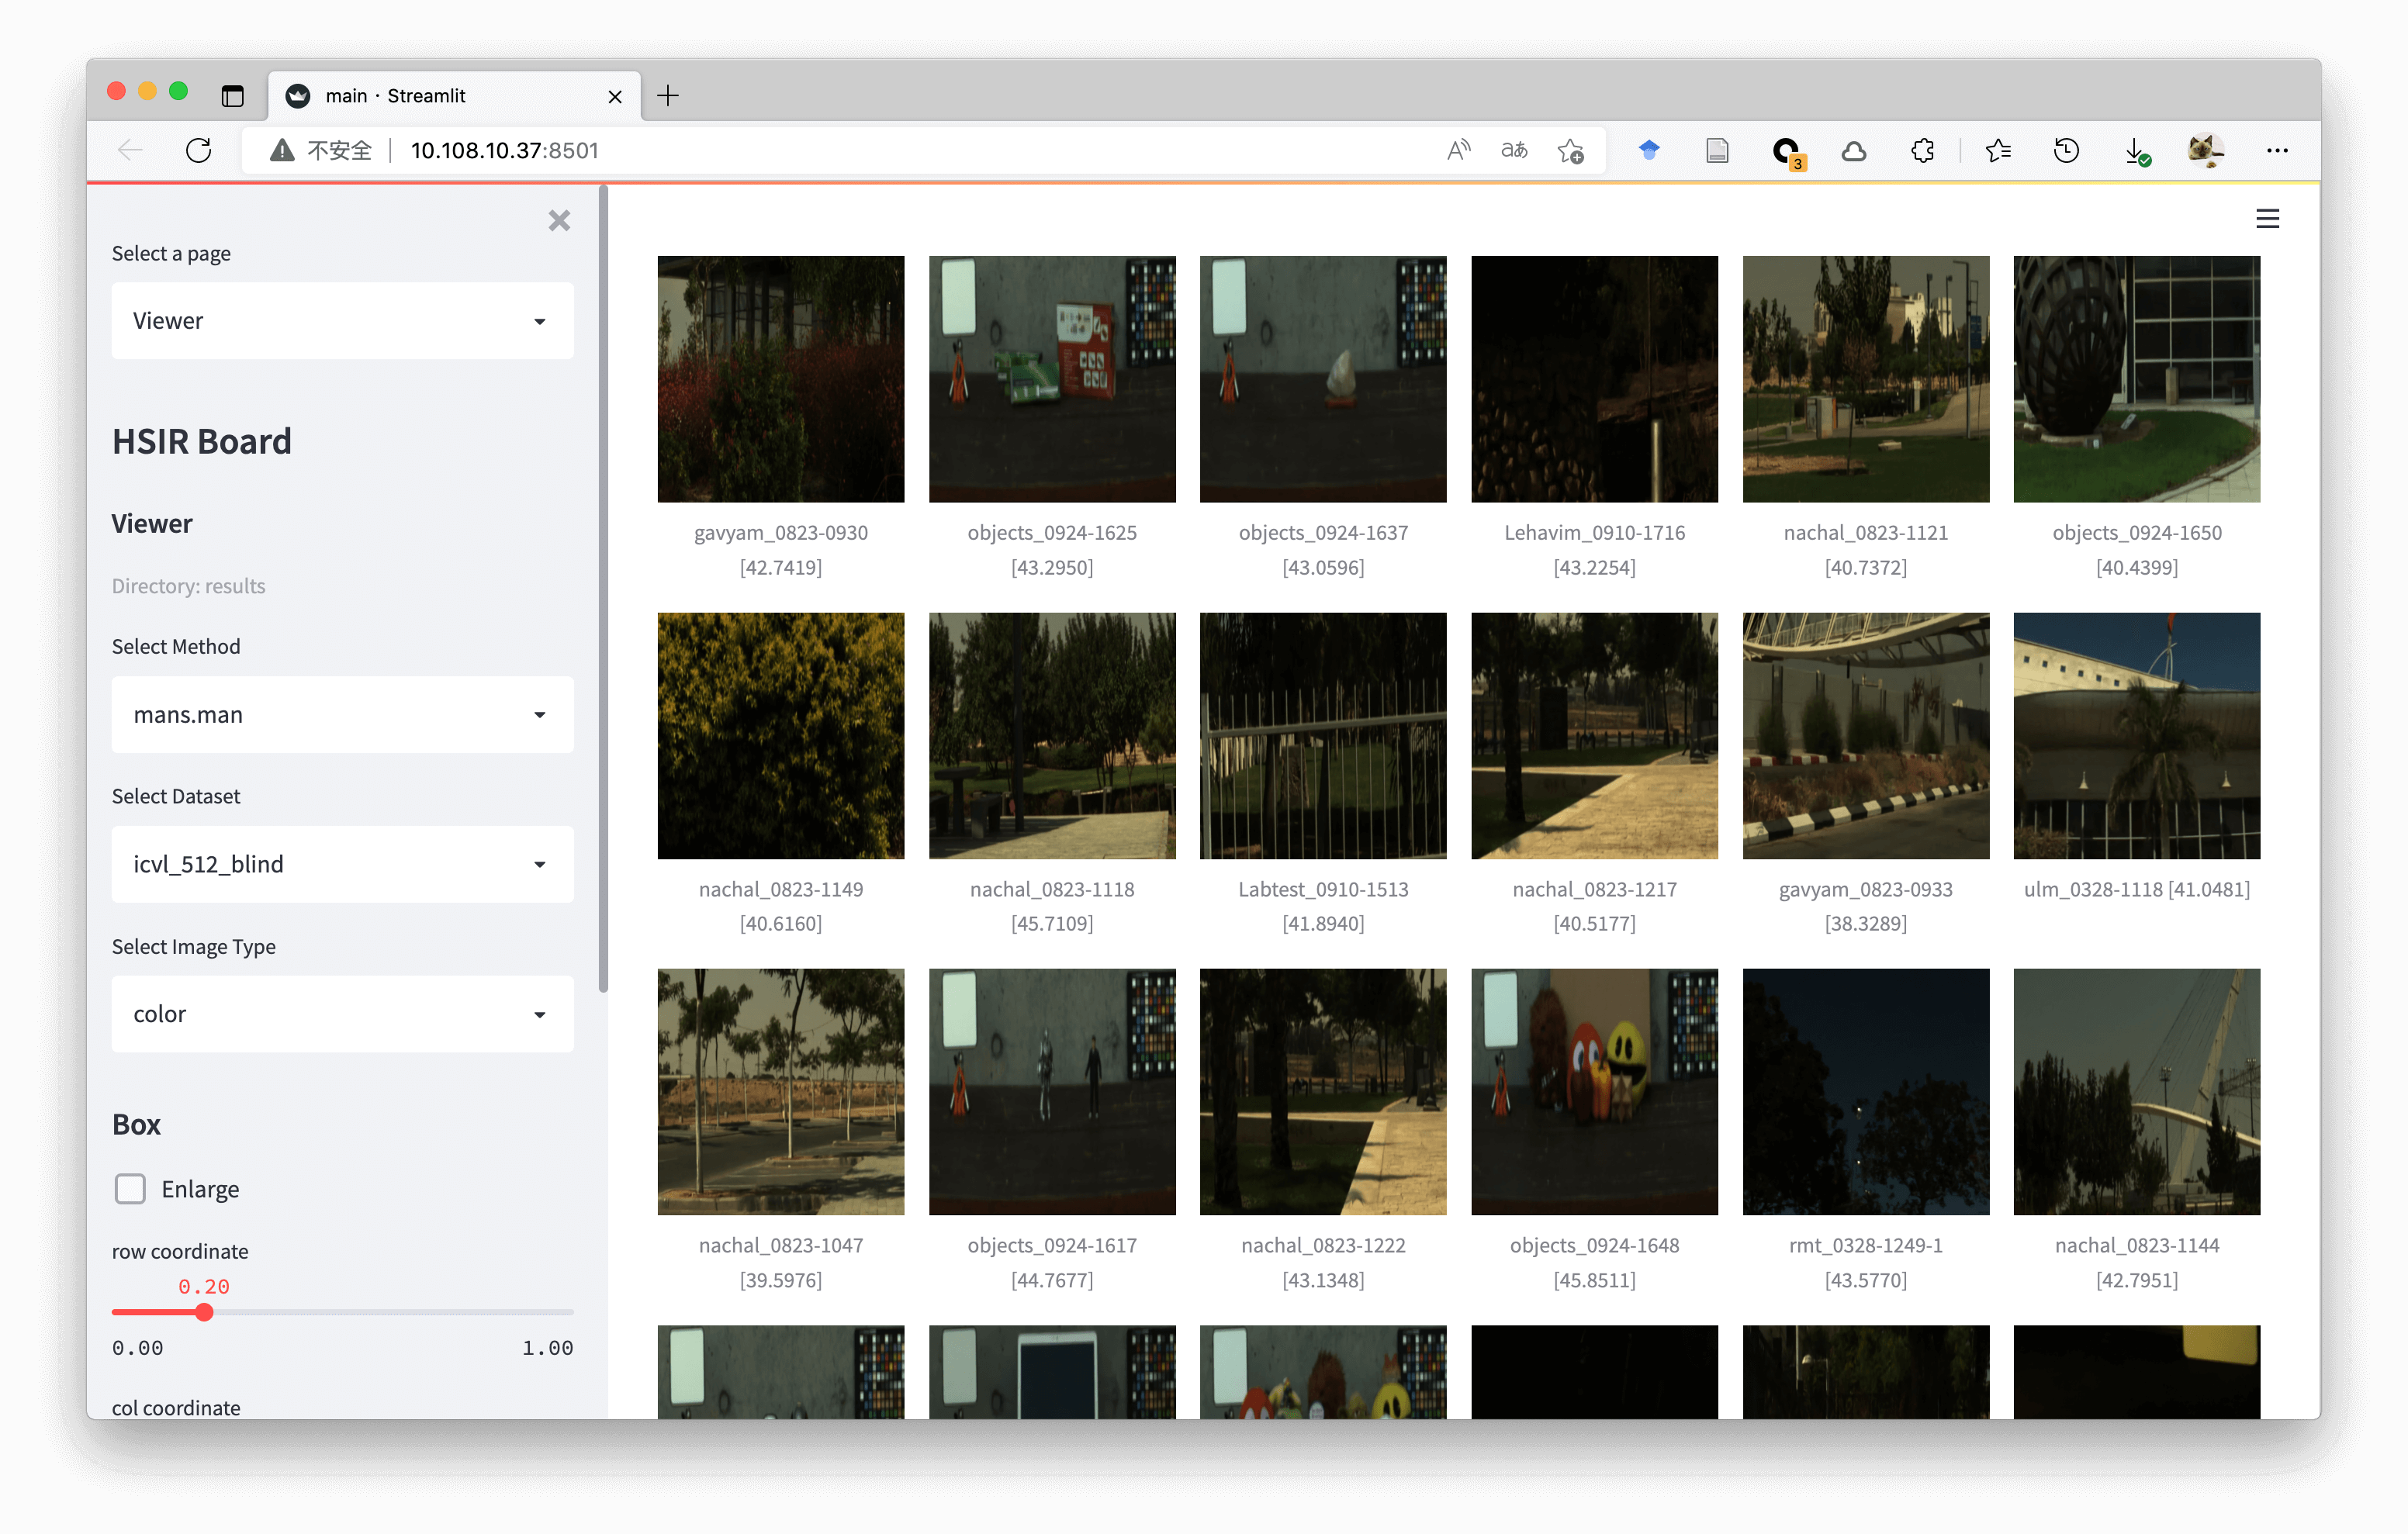 main · Streamlit
不安全
10.108.10.37:8501
aあ
3
Select a page
Viewer
HSIR Board
Viewer
Directory: results
Select Method
mans.man
Select Dataset
icvl_512_blind
Select Image Type
color
Box
Enlarge
row coordinate
0.20
0.00 1.00
col coordinate
gavyam_0823-0930
[42.7419]
objects_0924-1625
[43.2950]
objects_0924-1637
[43.0596]
Lehavim_0910-1716
[43.2254]
nachal_0823-1121
[40.7372]
objects_0924-1650
[40.4399]
nachal_0823-1149
[40.6160]
nachal_0823-1118
[45.7109]
Labtest_0910-1513
[41.8940]
nachal_0823-1217
[40.5177]
gavyam_0823-0933
[38.3289]
ulm_0328-1118 [41.0481]
nachal_0823-1047
[39.5976]
objects_0924-1617
[44.7677]
nachal_0823-1222
[43.1348]
objects_0924-1648
[45.8511]
rmt_0328-1249-1
[43.5770]
nachal_0823-1144
[42.7951]